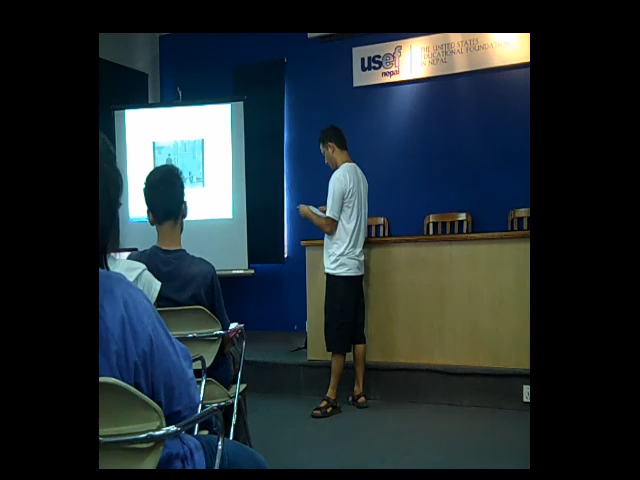 usef
nepal
THE UNITED STATES
EDUCATIONAL FOUNDATION
IN NEPAL